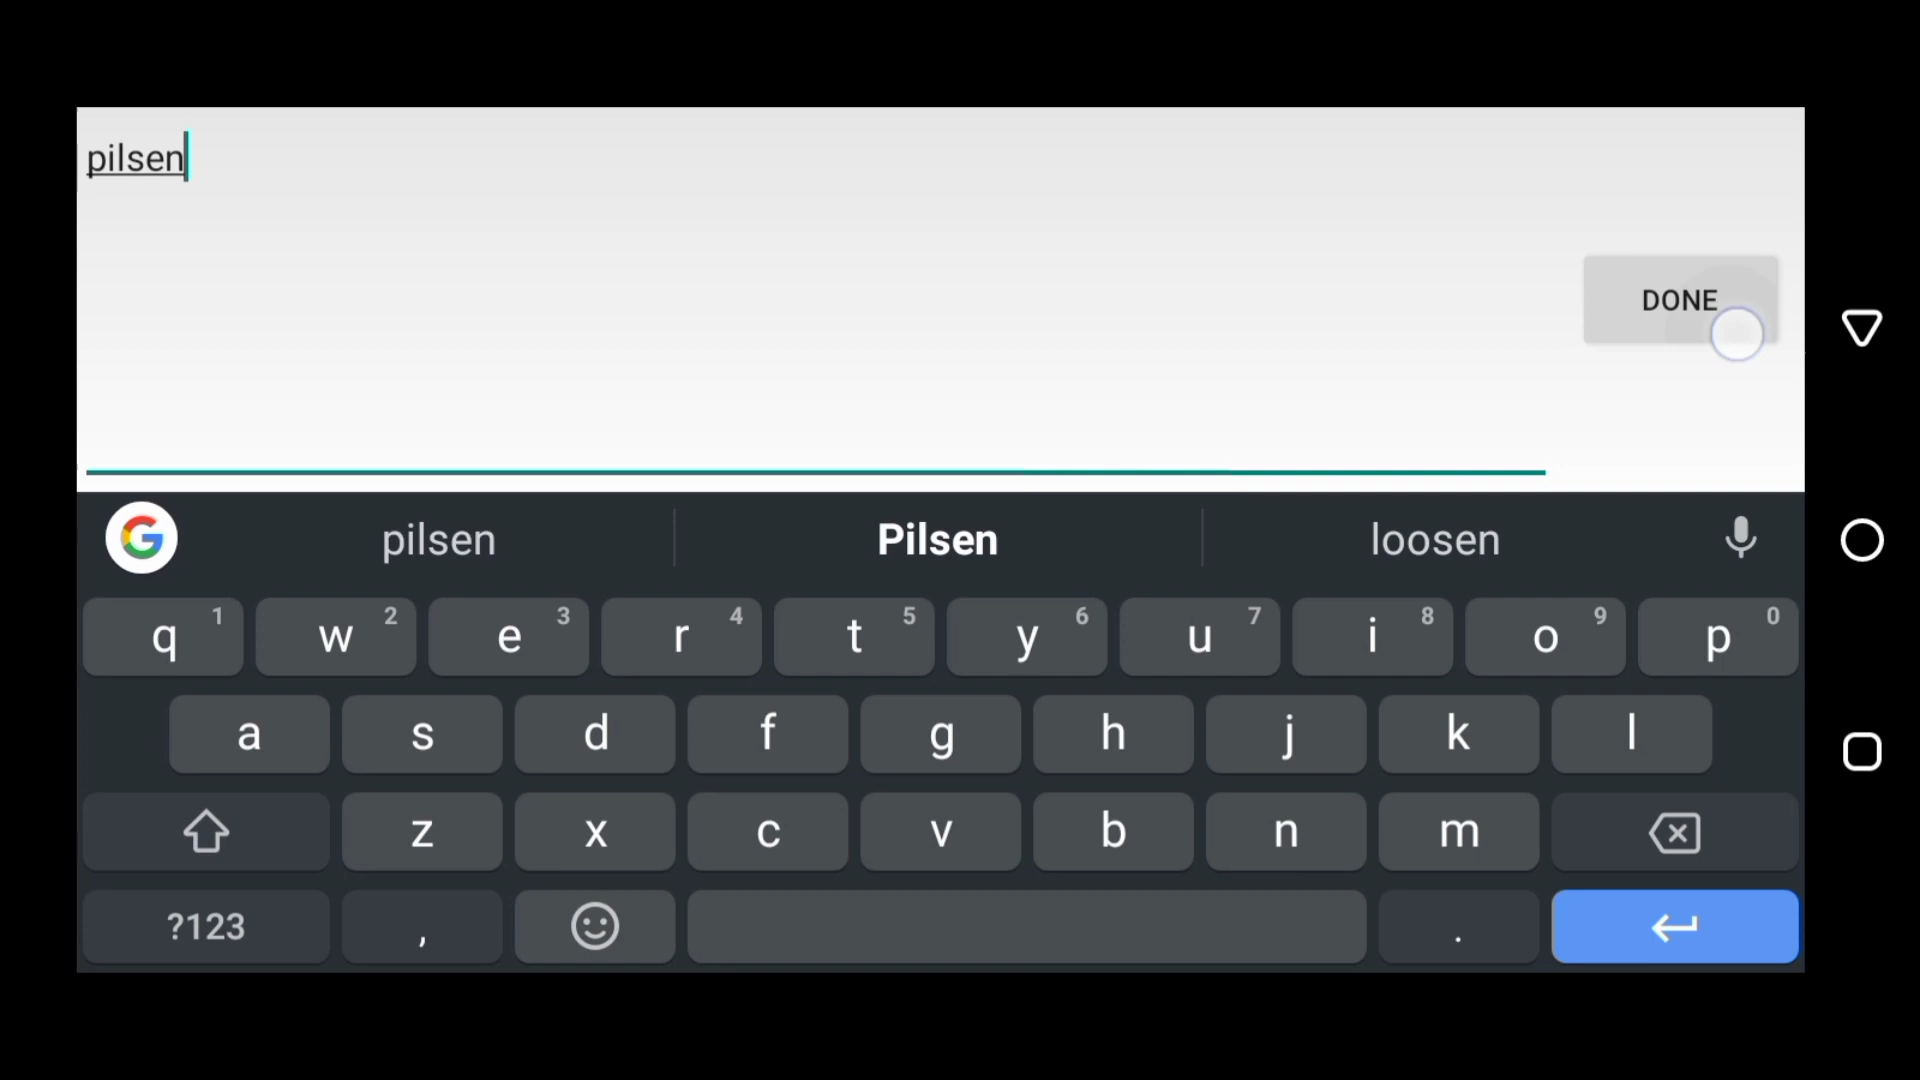 pilsen
DONE
pilsen Pilsen loosen
q 1 w 2 e 3 r 4 t 5 y 6 u 7 i 8 o 9 p 0
a s d f g h j k l
z x c v b n m
?123 , .